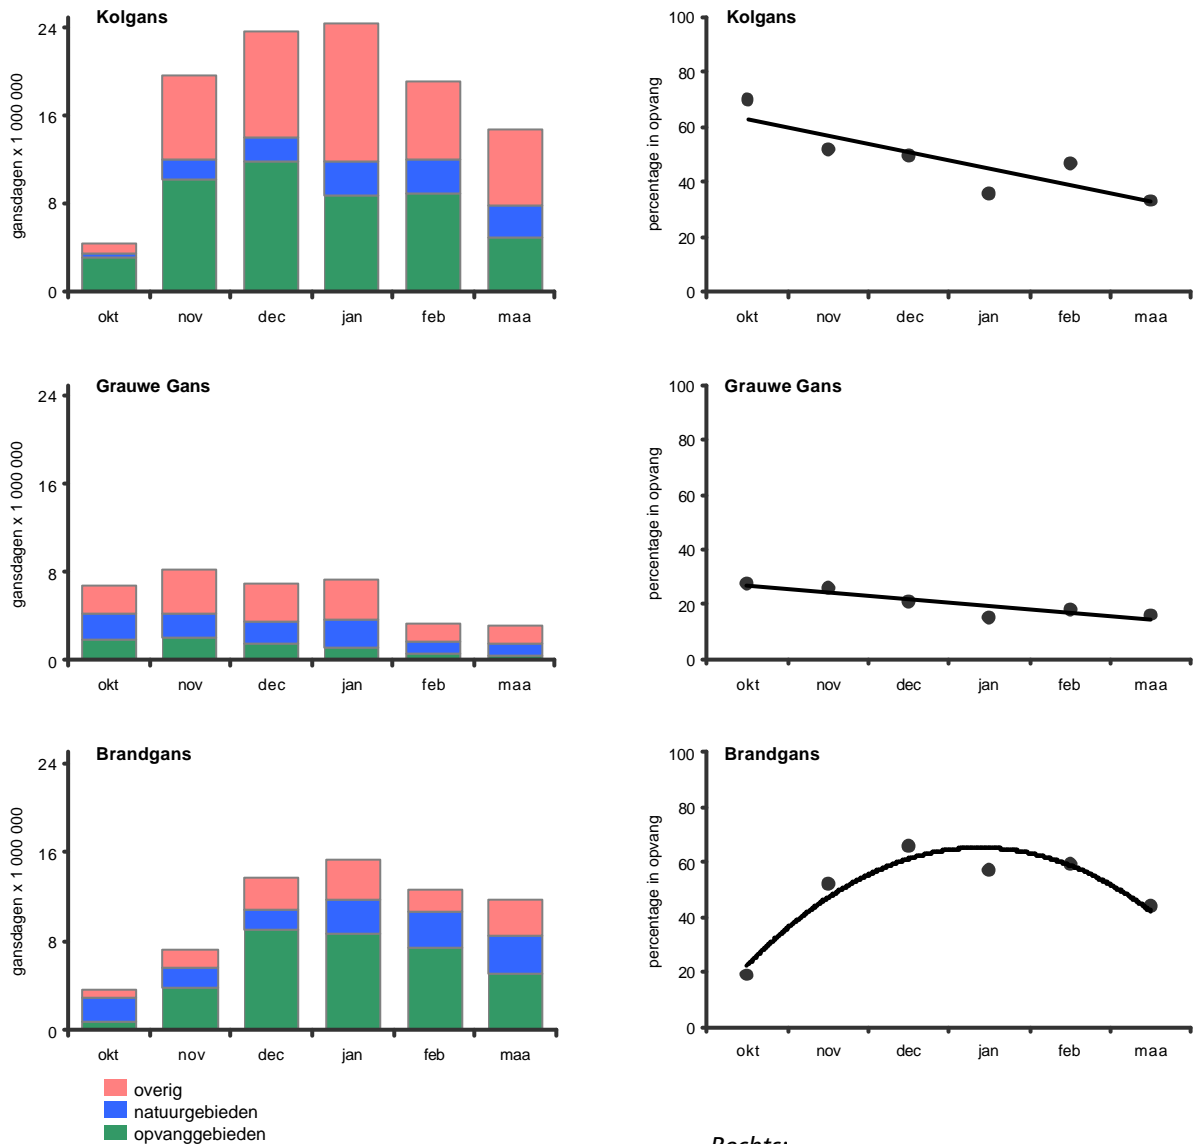 Kolgans
gansdagen x 1 000 000
24
16
8
0
okt nov dec jan feb maa
Kolgans
percentage in opvang
100
80
60
40
20
0
okt nov dec jan feb maa
Grauwe Gans
gansdagen x 1 000 000
24
16
8
0
okt nov dec jan feb maa
Grauwe Gans
percentage in opvang
100
80
60
40
20
0
okt nov dec jan feb maa
Brandgans
gansdagen x 1 000 000
24
16
8
0
okt nov dec jan feb maa
Brandgans
percentage in opvang
100
80
60
40
20
0
okt nov dec jan feb maa
overig
natuurgebieden
opvanggebieden
Rechts: